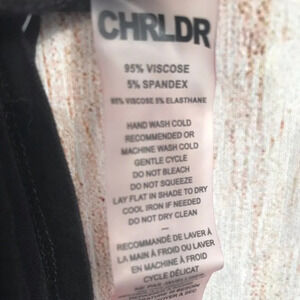 CHRLDR
95% VISCOSE
5% SPANDEX
95% VISCOSE 5% ELASTHANE
HAND WASH COLD
RECOMMENDED OR
MACHINE WASH COLD
GENTLE CYCLE
DO NOT BLEACH
DO NOT SQUEEZE
LAY FLAT IN SHADE TO DRY
COOL IRON IF NEEDED
DO NOT DRY CLEAN
RECOMMANDÉ DE LAVER À
LA MAIN À FROID OU LAVER
EN MACHINE À FROID
CYCLE DÉLICAT